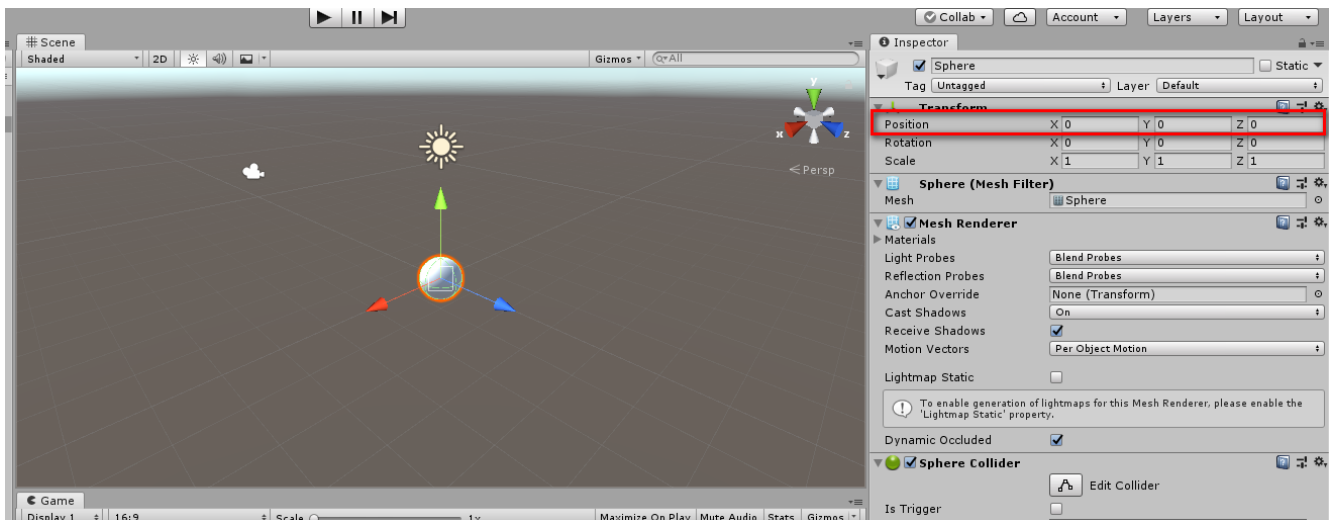 Collab Account Layers Layout
Scene
Shaded 2D Gizmos All
y
x z
Persp
Game
Display 1 16:9 Scale 1x Maximize On Play Mute Audio Stats Gizmos
Inspector
Sphere Static
Tag Untagged Layer Default
Transform
Position X 0 Y 0 Z 0
Rotation X 0 Y 0 Z 0
Scale X 1 Y 1 Z 1
Sphere (Mesh Filter)
Mesh Sphere
Mesh Renderer
Materials
Light Probes Blend Probes
Reflection Probes Blend Probes
Anchor Override None (Transform)
Cast Shadows On
Receive Shadows
Motion Vectors Per Object Motion
Lightmap Static
To enable generation of lightmaps for this Mesh Renderer, please enable the
'Lightmap Static' property.
Dynamic Occluded
Sphere Collider
Edit Collider
Is Trigger